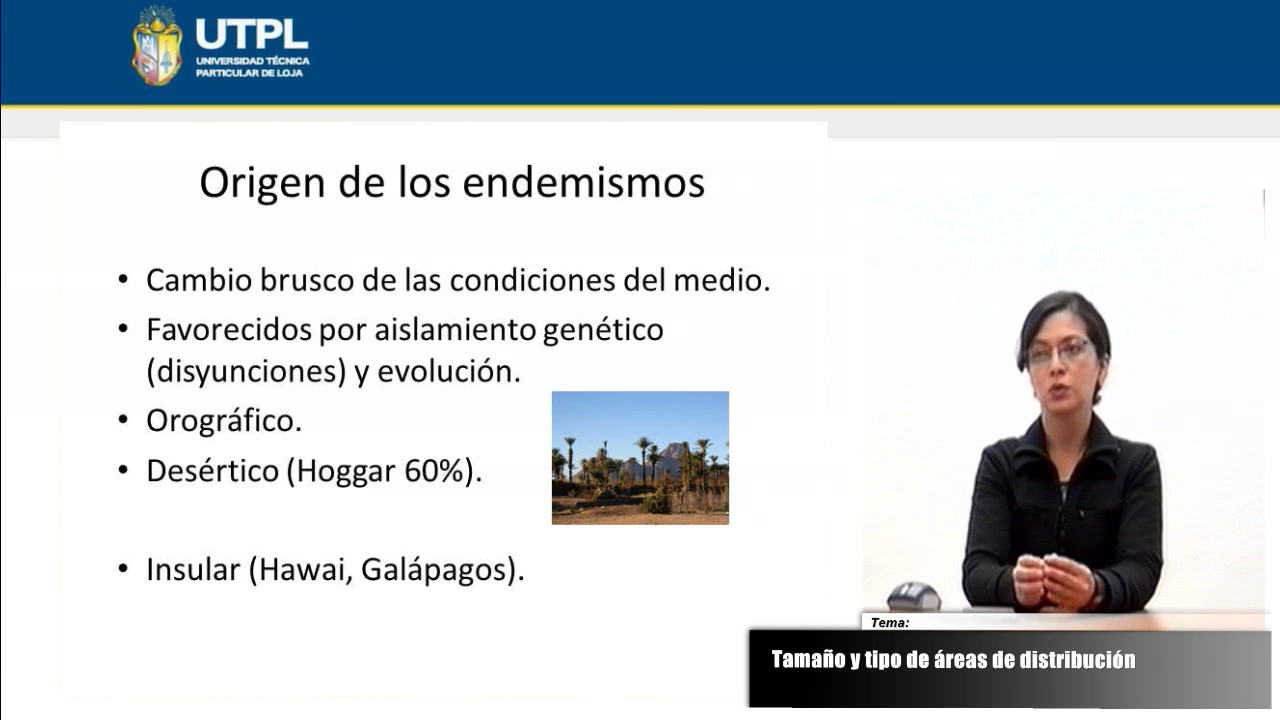 UTPL
UNIVERSIDAD TÉCNICA
PARTICULAR DE LOJA
Origen de los endemismos
• Cambio brusco de las condiciones del medio.
• Favorecidos por aislamiento genético
(disyunciones) y evolución.
• Orográfico.
• Desértico (Hoggar 60%).
• Insular (Hawai, Galápagos).
Tema:
Tamaño y tipo de áreas de distribución